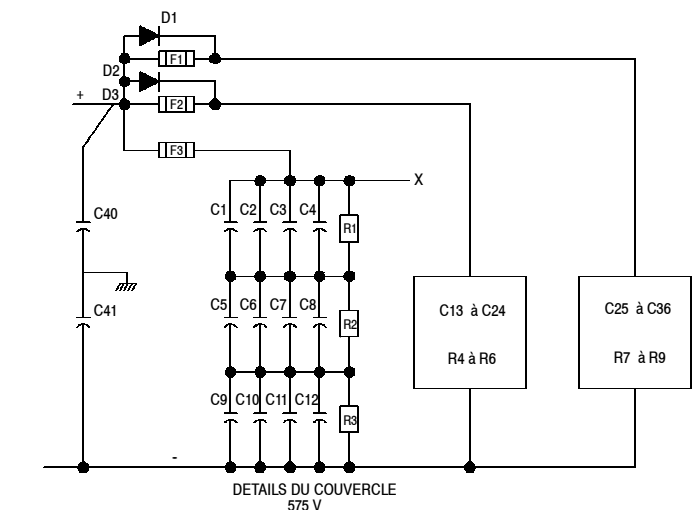 D1
F1
D2
+ D3
F2
F3
X
C1 C2 C3 C4
R1
C40
C5 C6 C7 C8
R2
C41
C13 à C24
C25 à C36
R4 à R6
R7 à R9
C9 C10 C11 C12
R3
-
DETAILS DU COUVERCLE
575 V